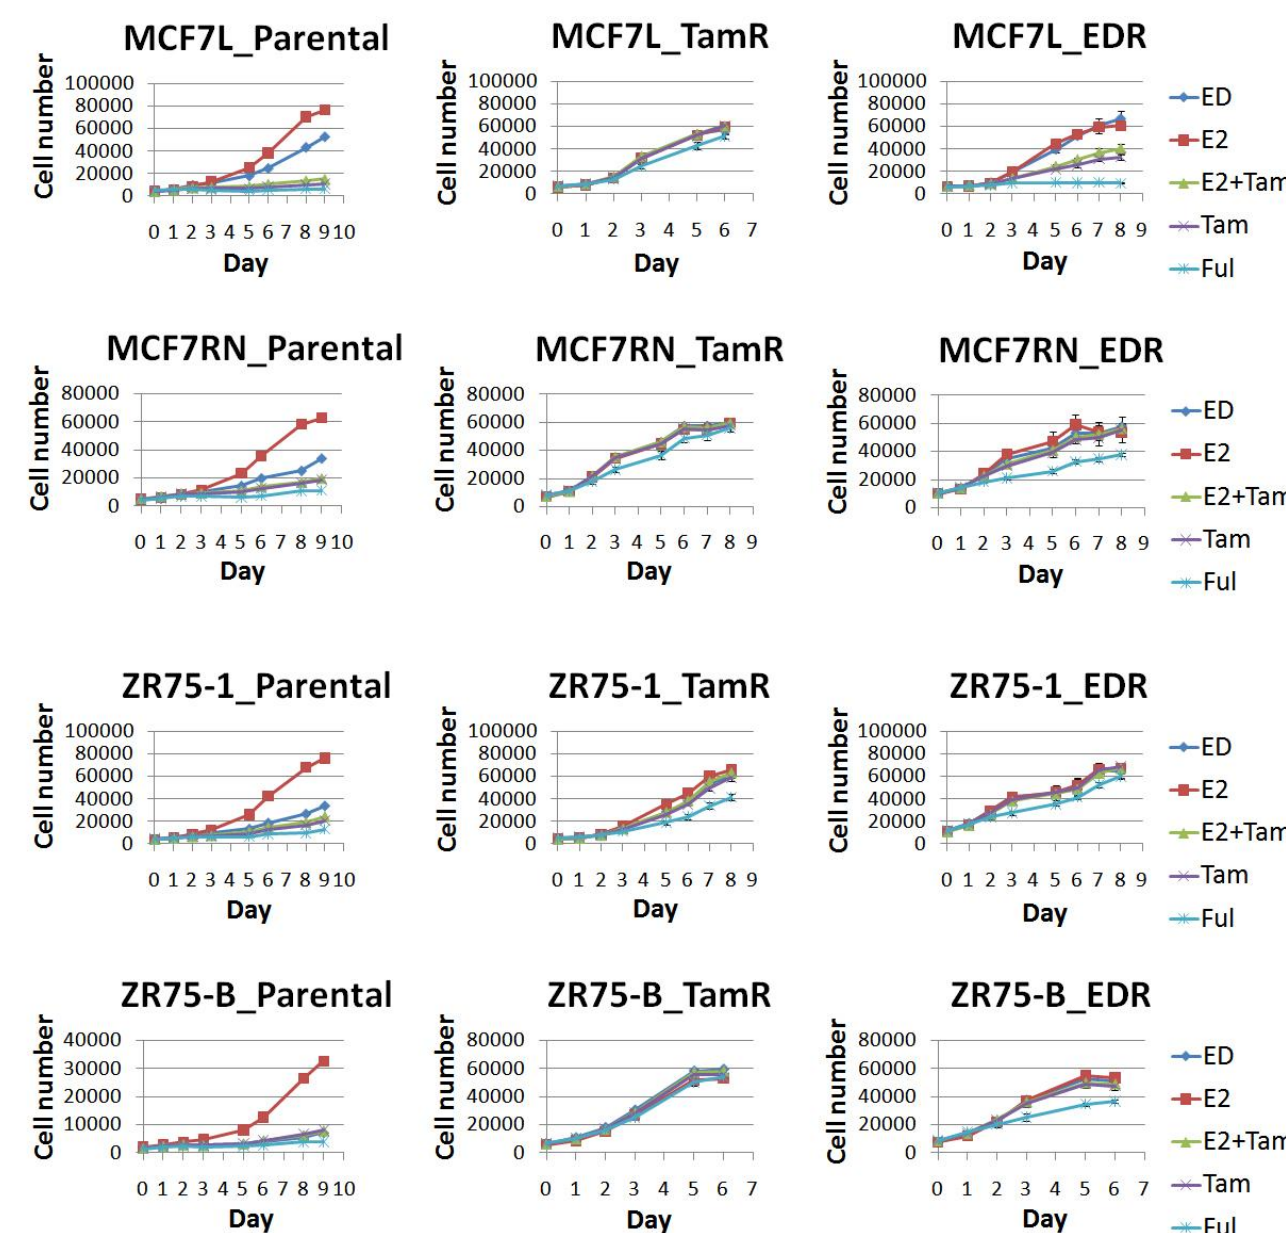 MCF7L_Parental
Cell number
100000
80000
60000
40000
20000
0
0 1 2 3 4 5 6 7 8 9 10
Day
MCF7L_TamR
Cell number
100000
80000
60000
40000
20000
0
0 1 2 3 4 5 6 7
Day
MCF7L_EDR
Cell number
100000
80000
60000
40000
20000
0
0 1 2 3 4 5 6 7 8 9
Day
ED
E2
E2+Tam
Tam
Ful
MCF7RN_Parental
Cell number
80000
60000
40000
20000
0
0 1 2 3 4 5 6 7 8 9 10
Day
MCF7RN_TamR
Cell number
80000
60000
40000
20000
0
0 1 2 3 4 5 6 7 8 9
Day
MCF7RN_EDR
Cell number
80000
60000
40000
20000
0
0 1 2 3 4 5 6 7 8 9
Day
ED
E2
E2+Tam
Tam
Ful
ZR75-1_Parental
Cell number
100000
80000
60000
40000
20000
0
0 1 2 3 4 5 6 7 8 9 10
Day
ZR75-1_TamR
Cell number
100000
80000
60000
40000
20000
0
0 1 2 3 4 5 6 7 8 9
Day
ZR75-1_EDR
Cell number
100000
80000
60000
40000
20000
0
0 1 2 3 4 5 6 7 8 9
Day
ED
E2
E2+Tam
Tam
Ful
ZR75-B_Parental
Cell number
40000
30000
20000
10000
0
0 1 2 3 4 5 6 7 8 9 10
Day
ZR75-B_TamR
Cell number
80000
60000
40000
20000
0
0 1 2 3 4 5 6 7
Day
ZR75-B_EDR
Cell number
80000
60000
40000
20000
0
0 1 2 3 4 5 6 7
Day
ED
E2
E2+Tam
Tam
Ful